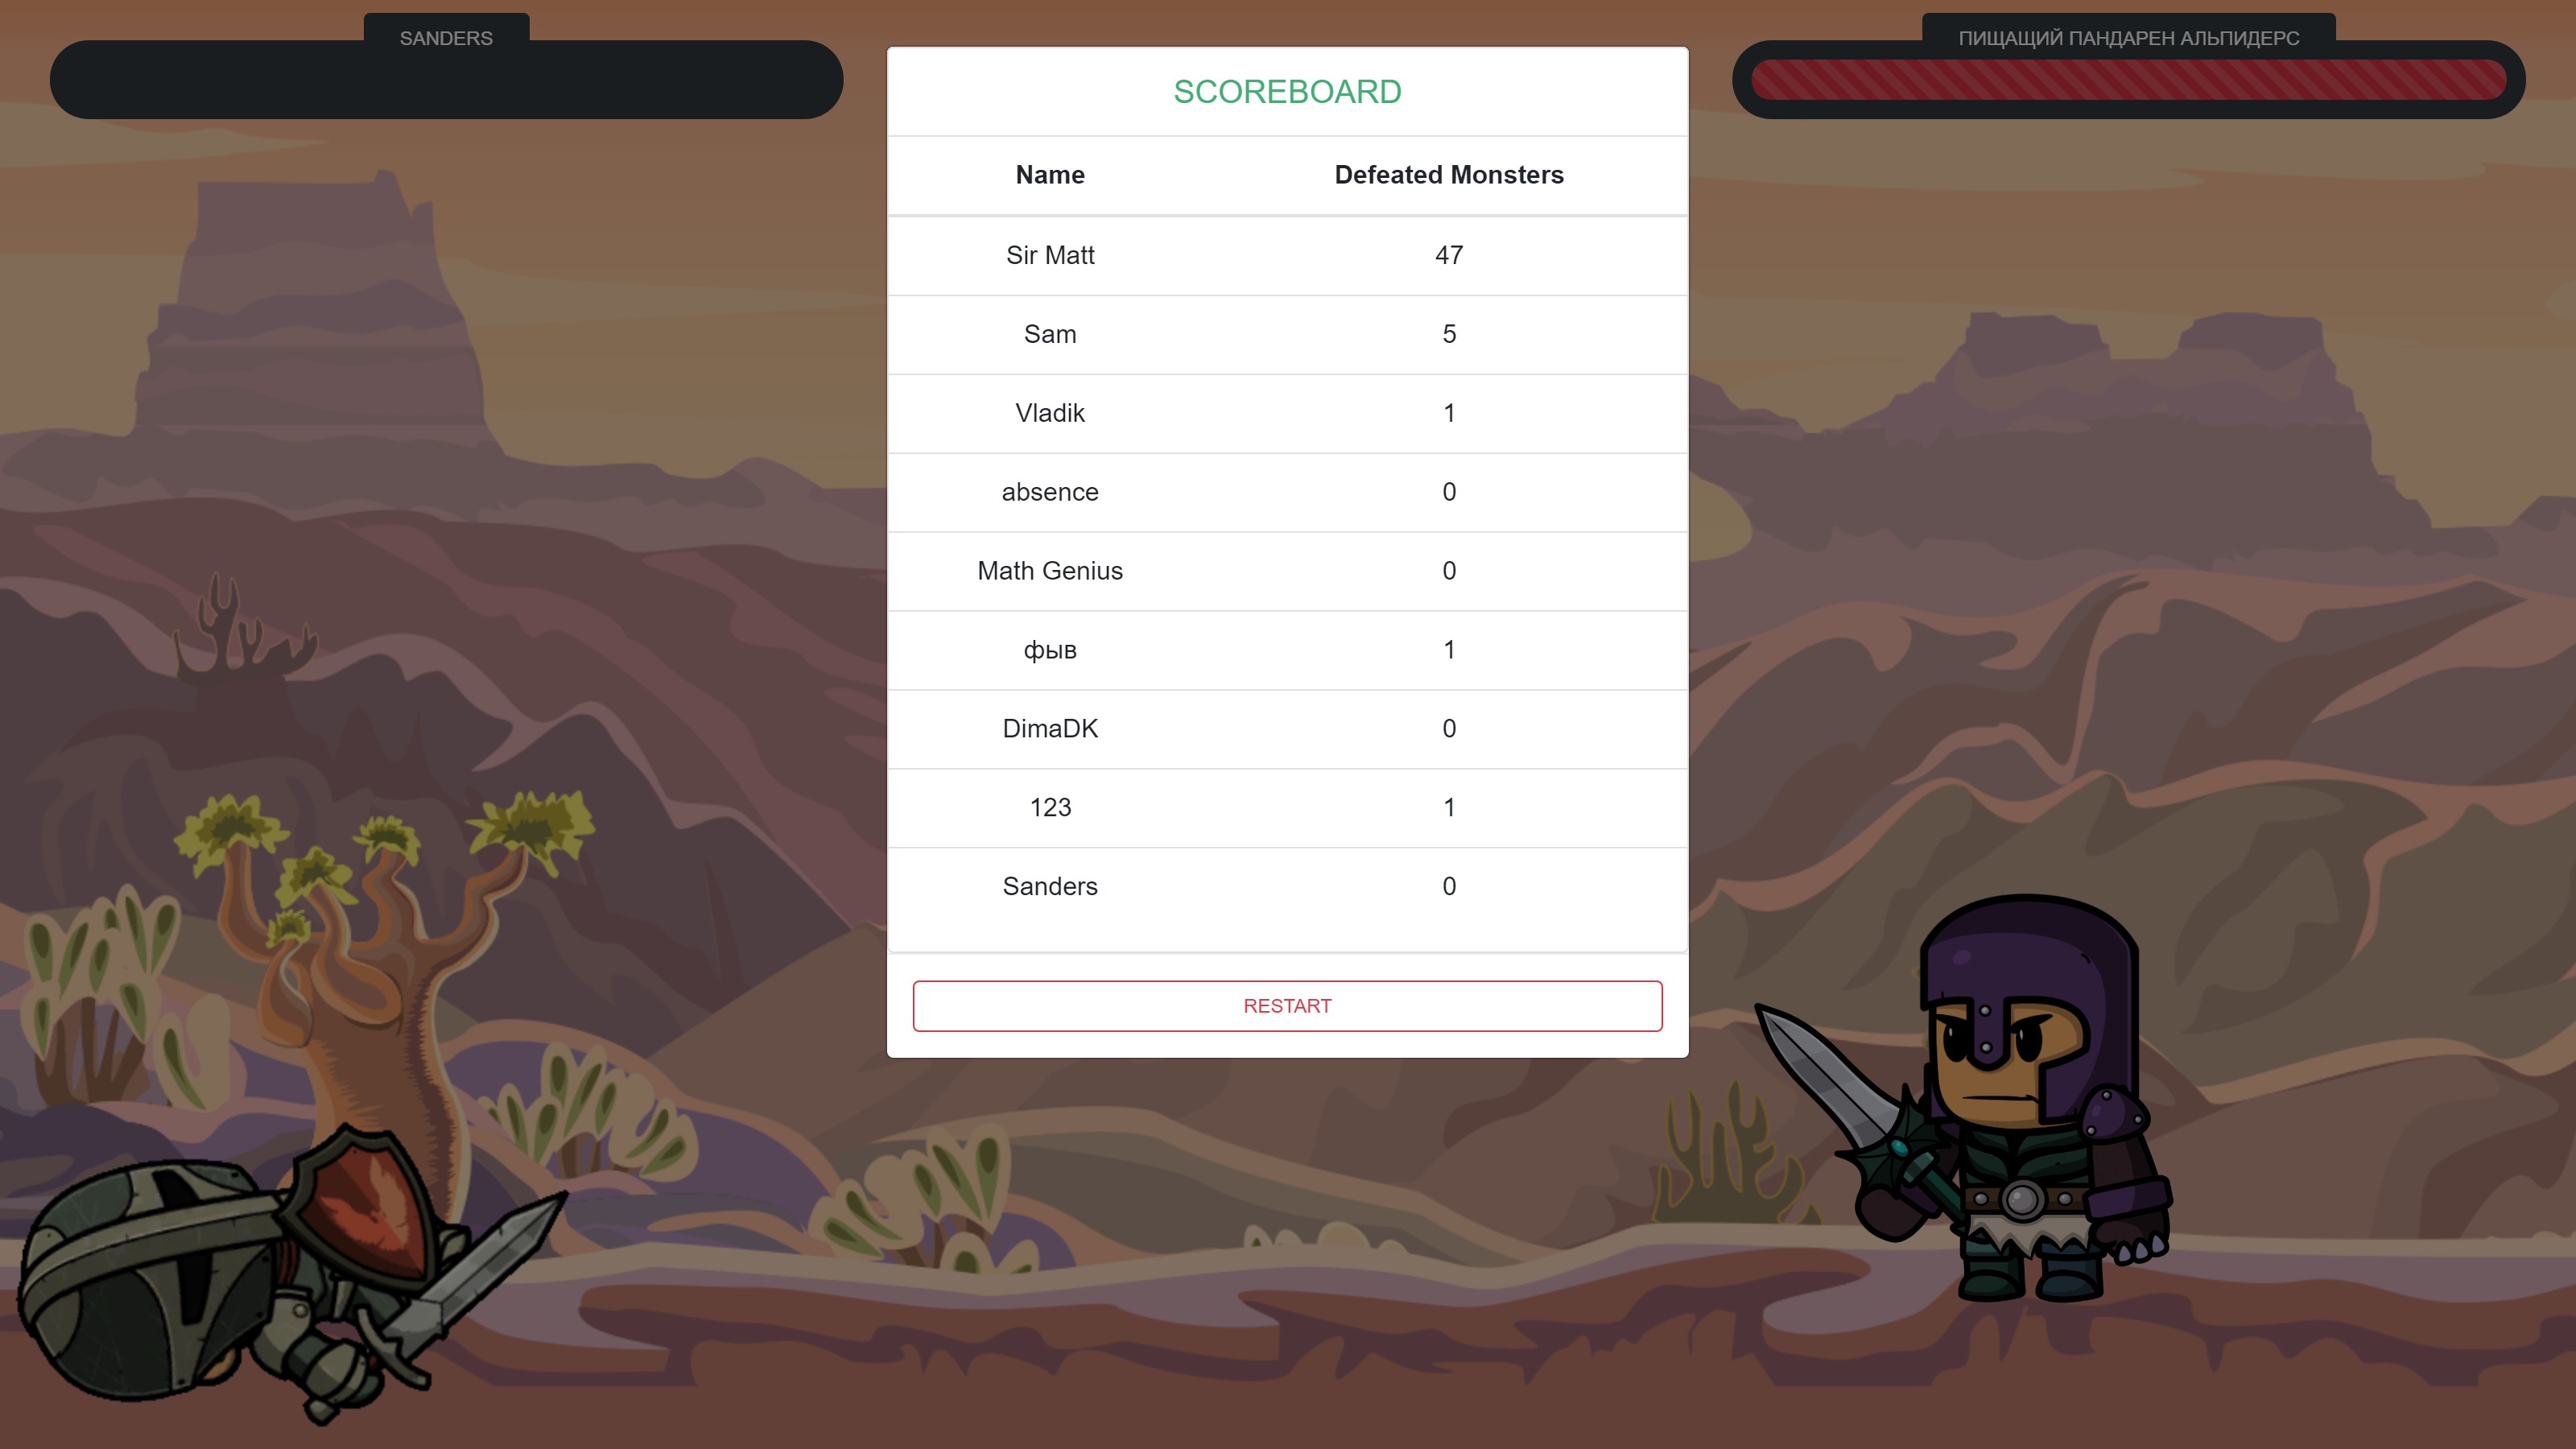 SANDERS
ПИЩАЩИЙ ПАНДАРЕН АЛЬПИДЕРС
SCOREBOARD
Name Defeated Monsters
Sir Matt 47
Sam 5
Vladik 1
absence 0
Math Genius 0
фыв 1
DimaDK 0
123 1
Sanders 0
RESTART